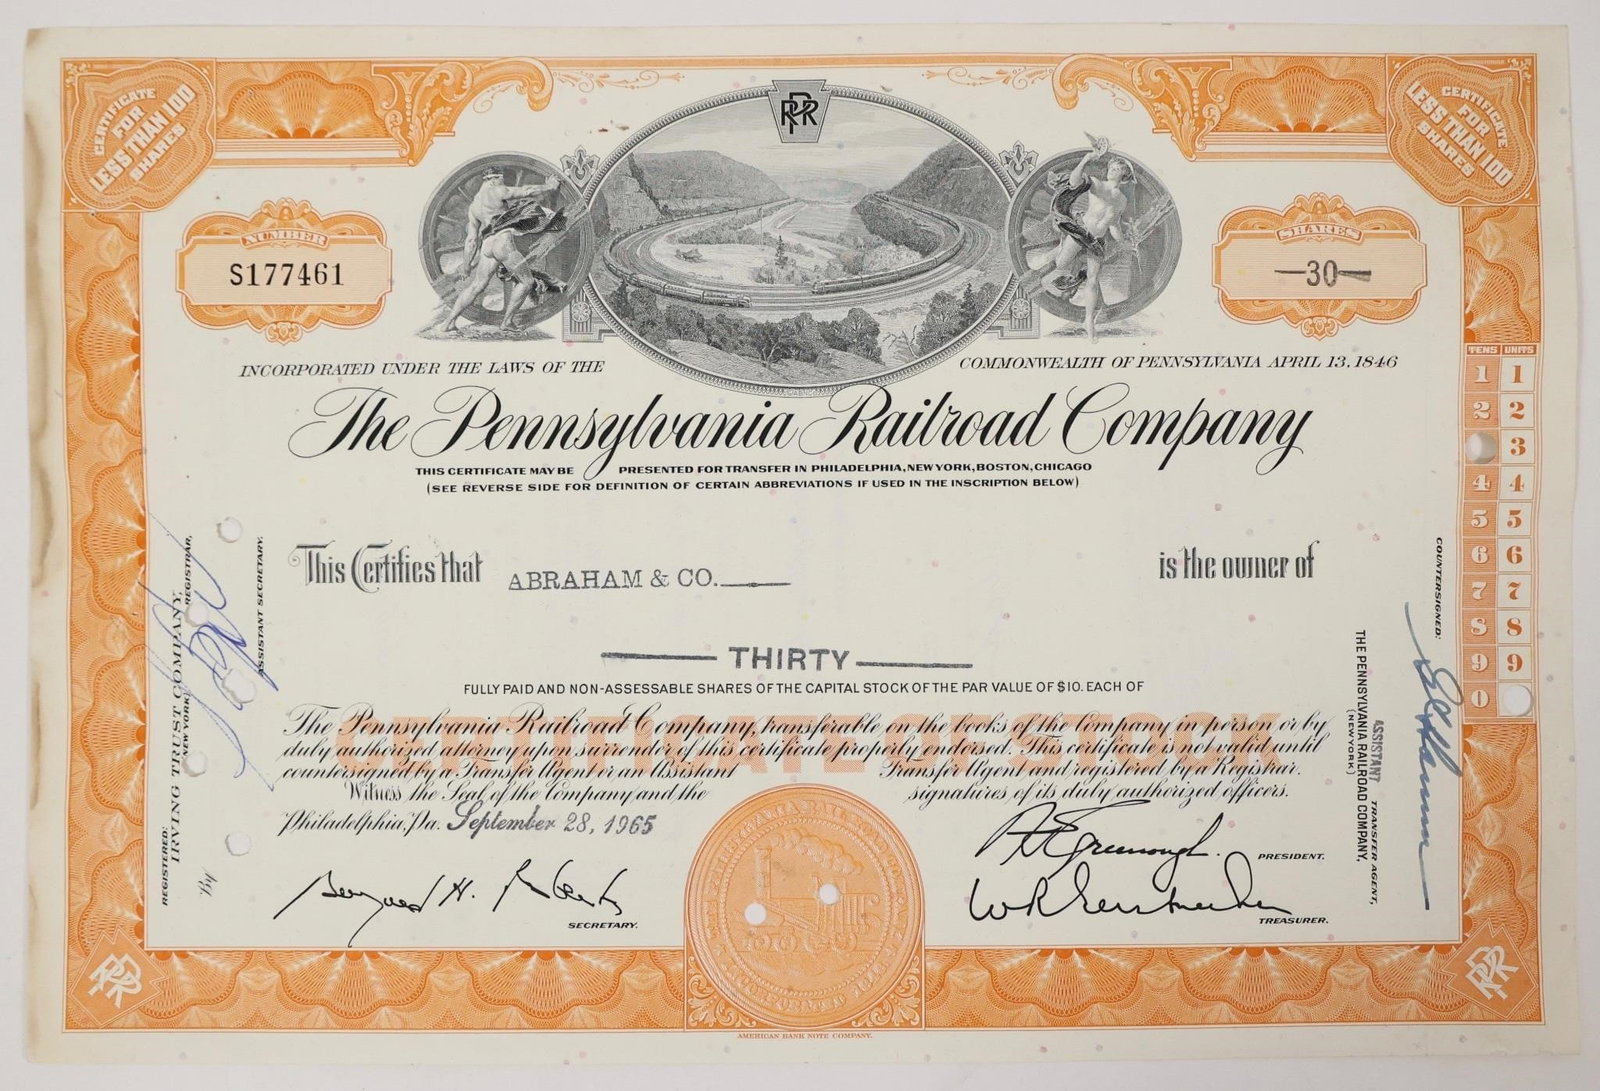 CERTIFICATE
FOR
LESS THAN 100
SHARES
PRR
CERTIFICATE
FOR
LESS THAN 100
SHARES
NUMBER
S177461
SHARES
—30—
INCORPORATED UNDER THE LAWS OF THE COMMONWEALTH OF PENNSYLVANIA APRIL 13, 1846
The Pennsylvania Railroad Company
THIS CERTIFICATE MAY BE PRESENTED FOR TRANSFER IN PHILADELPHIA, NEW YORK, BOSTON, CHICAGO
(SEE REVERSE SIDE FOR DEFINITION OF CERTAIN ABBREVIATIONS IF USED IN THE INSCRIPTION BELOW)
This Certifies that ABRAHAM & CO. is the owner of
THIRTY
FULLY PAID AND NON-ASSESSABLE SHARES OF THE CAPITAL STOCK OF THE PAR VALUE OF $10. EACH OF
The Pennsylvania Railroad Company, transferable on the books of the Company in person or by
duly authorized attorney upon surrender of this certificate properly endorsed. This certificate is not valid until
countersigned by a Transfer Agent or an Assistant Transfer Agent and registered by a Registrar.
Witness the Seal of the Company and the signatures of its duly authorized officers.
Philadelphia, Pa. September 28, 1965
PRESIDENT.
SECRETARY.
TREASURER.
REGISTERED:
IRVING TRUST COMPANY,
(NEW YORK) REGISTRAR,
By
ASSISTANT SECRETARY.
COUNTERSIGNED:
THE PENNSYLVANIA RAILROAD COMPANY,
(NEW YORK)
ASSISTANT TRANSFER AGENT,
TENS UNITS
1 1
2 2
3
4 4
5 5
6 6
7 7
8 8
9 9
0
PRR
PRR
AMERICAN BANK NOTE COMPANY.